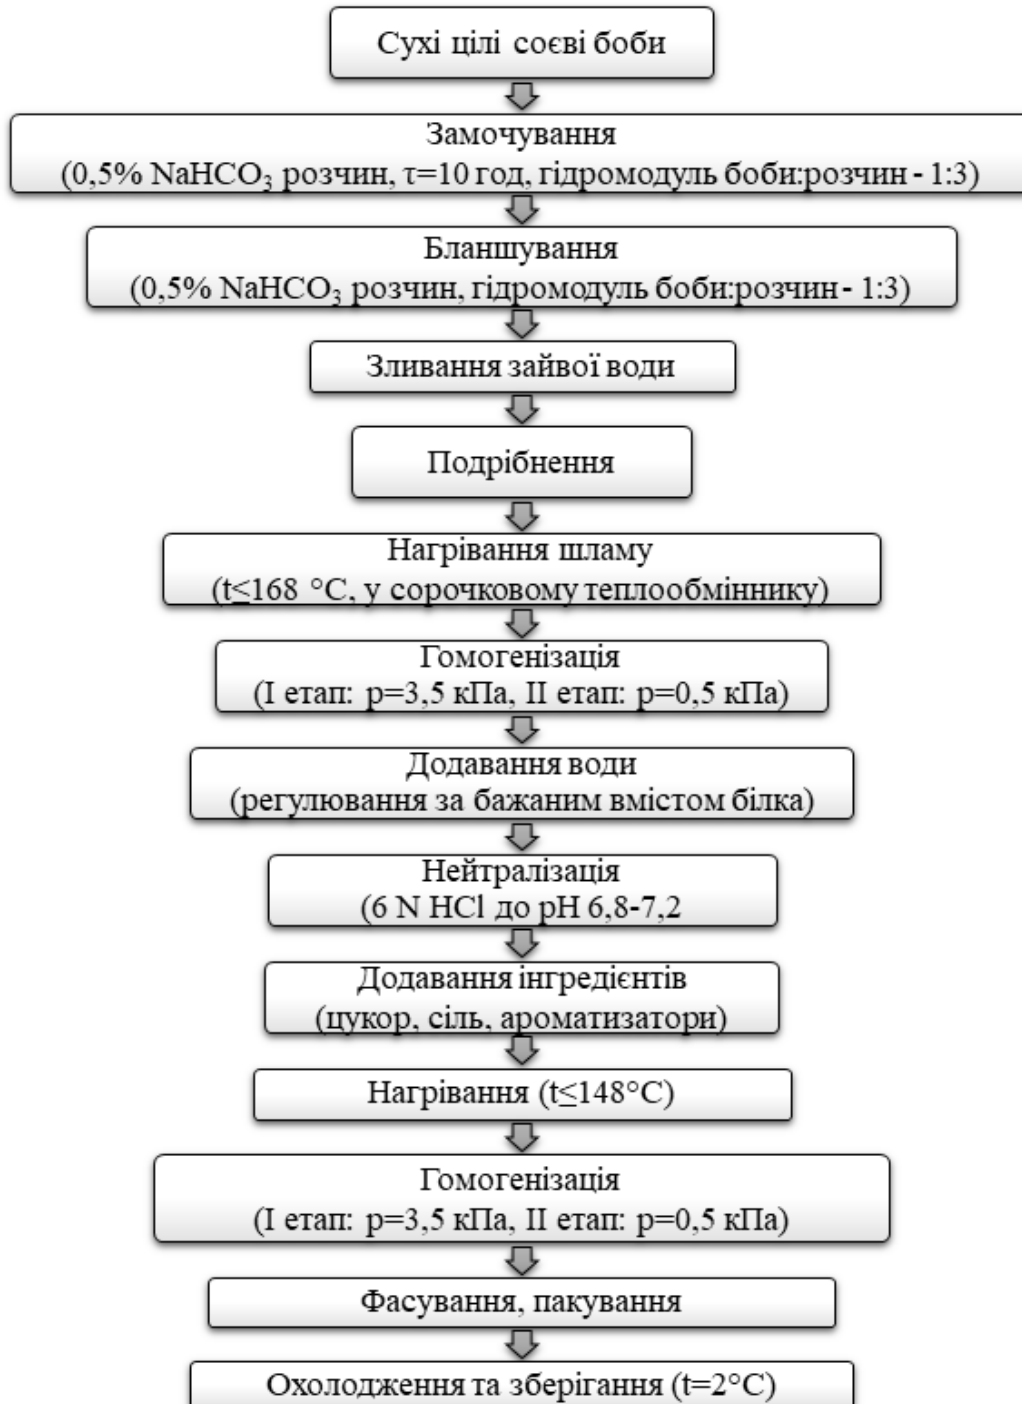 Сухі цілі соєві боби
Замочування
(0,5% NaHCO₃ розчин, τ=10 год, гідромодуль боби:розчин - 1:3)
Бланшування
(0,5% NaHCO₃ розчин, гідромодуль боби:розчин - 1:3)
Зливання зайвої води
Подрібнення
Нагрівання шламу
(t≤168 °C, у сорочковому теплообміннику)
Гомогенізація
(І етап: р=3,5 кПа, ІІ етап: р=0,5 кПа)
Додавання води
(регулювання за бажаним вмістом білка)
Нейтралізація
(6 N HCl до pH 6,8-7,2
Додавання інгредієнтів
(цукор, сіль, ароматизатори)
Нагрівання (t≤148°C)
Гомогенізація
(І етап: р=3,5 кПа, ІІ етап: р=0,5 кПа)
Фасування, пакування
Охолодження та зберігання (t=2°C)